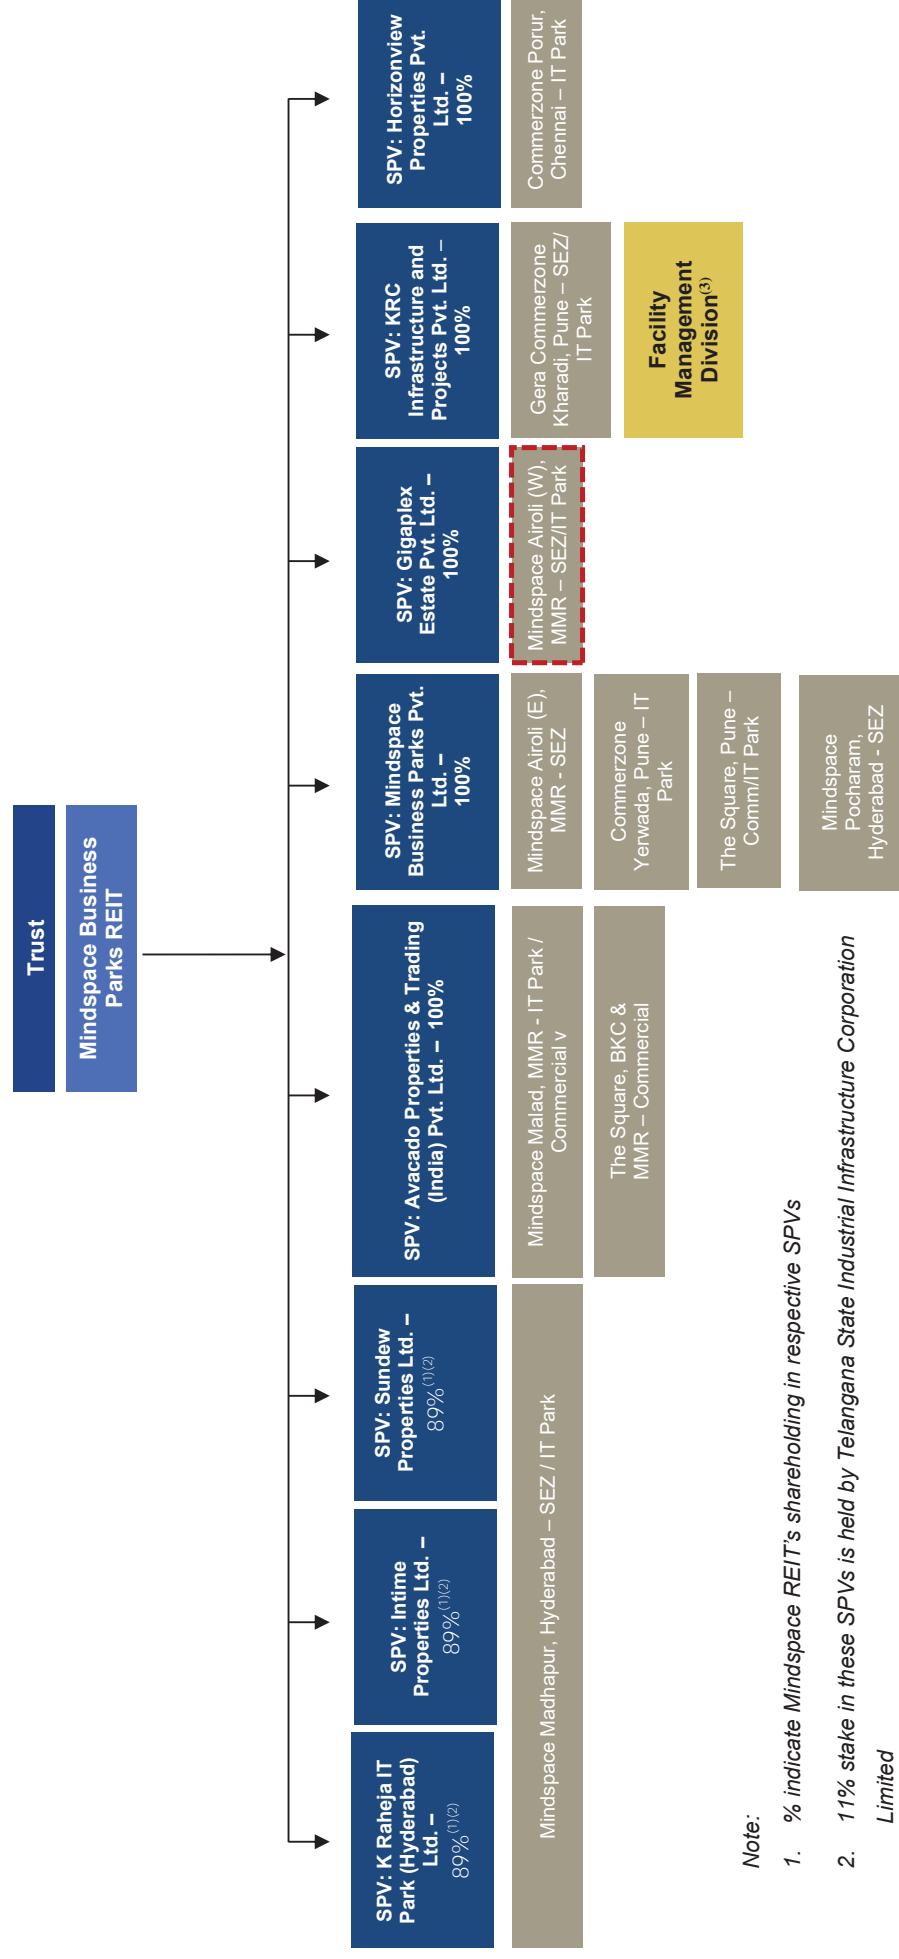 Trust
Mindspace Business
Parks REIT
SPV: K Raheja IT
Park (Hyderabad)
Ltd. –
89% (1)(2)
SPV: Intime
Properties Ltd. –
89% (1)(2)
SPV: Sundew
Properties Ltd. –
89% (1)(2)
Mindspace Madhapur, Hyderabad – SEZ / IT Park
SPV: Avacado Properties & Trading
(India) Pvt. Ltd. – 100%
Mindspace Malad, MMR - IT Park /
Commercial v
The Square, BKC &
MMR – Commercial
SPV: Mindspace
Business Parks Pvt.
Ltd. –
100%
Mindspace Airoli (E),
MMR - SEZ
Commerzone
Yerwada, Pune – IT
Park
The Square, Pune –
Comm/IT Park
Mindspace
Pocharam,
Hyderabad - SEZ
SPV: Gigaplex
Estate Pvt. Ltd. –
100%
Mindspace Airoli (W),
MMR – SEZ/IT Park
SPV: KRC
Infrastructure and
Projects Pvt. Ltd. –
100%
Gera Commerzone
Kharadi, Pune – SEZ/
IT Park
Facility
Management
Division(3)
SPV: Horizonview
Properties Pvt.
Ltd. –
100%
Commerzone Porur,
Chennai – IT Park
Note:
1. % indicate Mindspace REIT's shareholding in respective SPVs
2. 11% stake in these SPVs is held by Telangana State Industrial Infrastructure Corporation
Limited